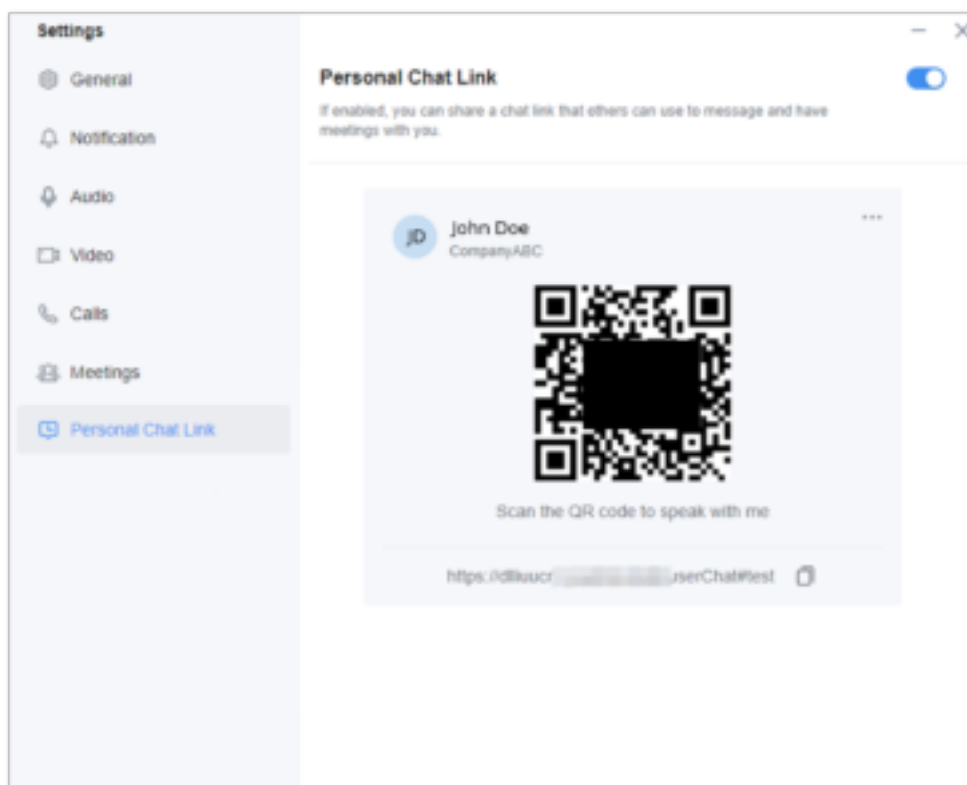 Settings
General
Notification
Audio
Video
Calls
Meetings
Personal Chat Link
Personal Chat Link
If enabled, you can share a chat link that others can use to message and have
meetings with you.
JD
John Doe
CompanyABC
Scan the QR code to speak with me